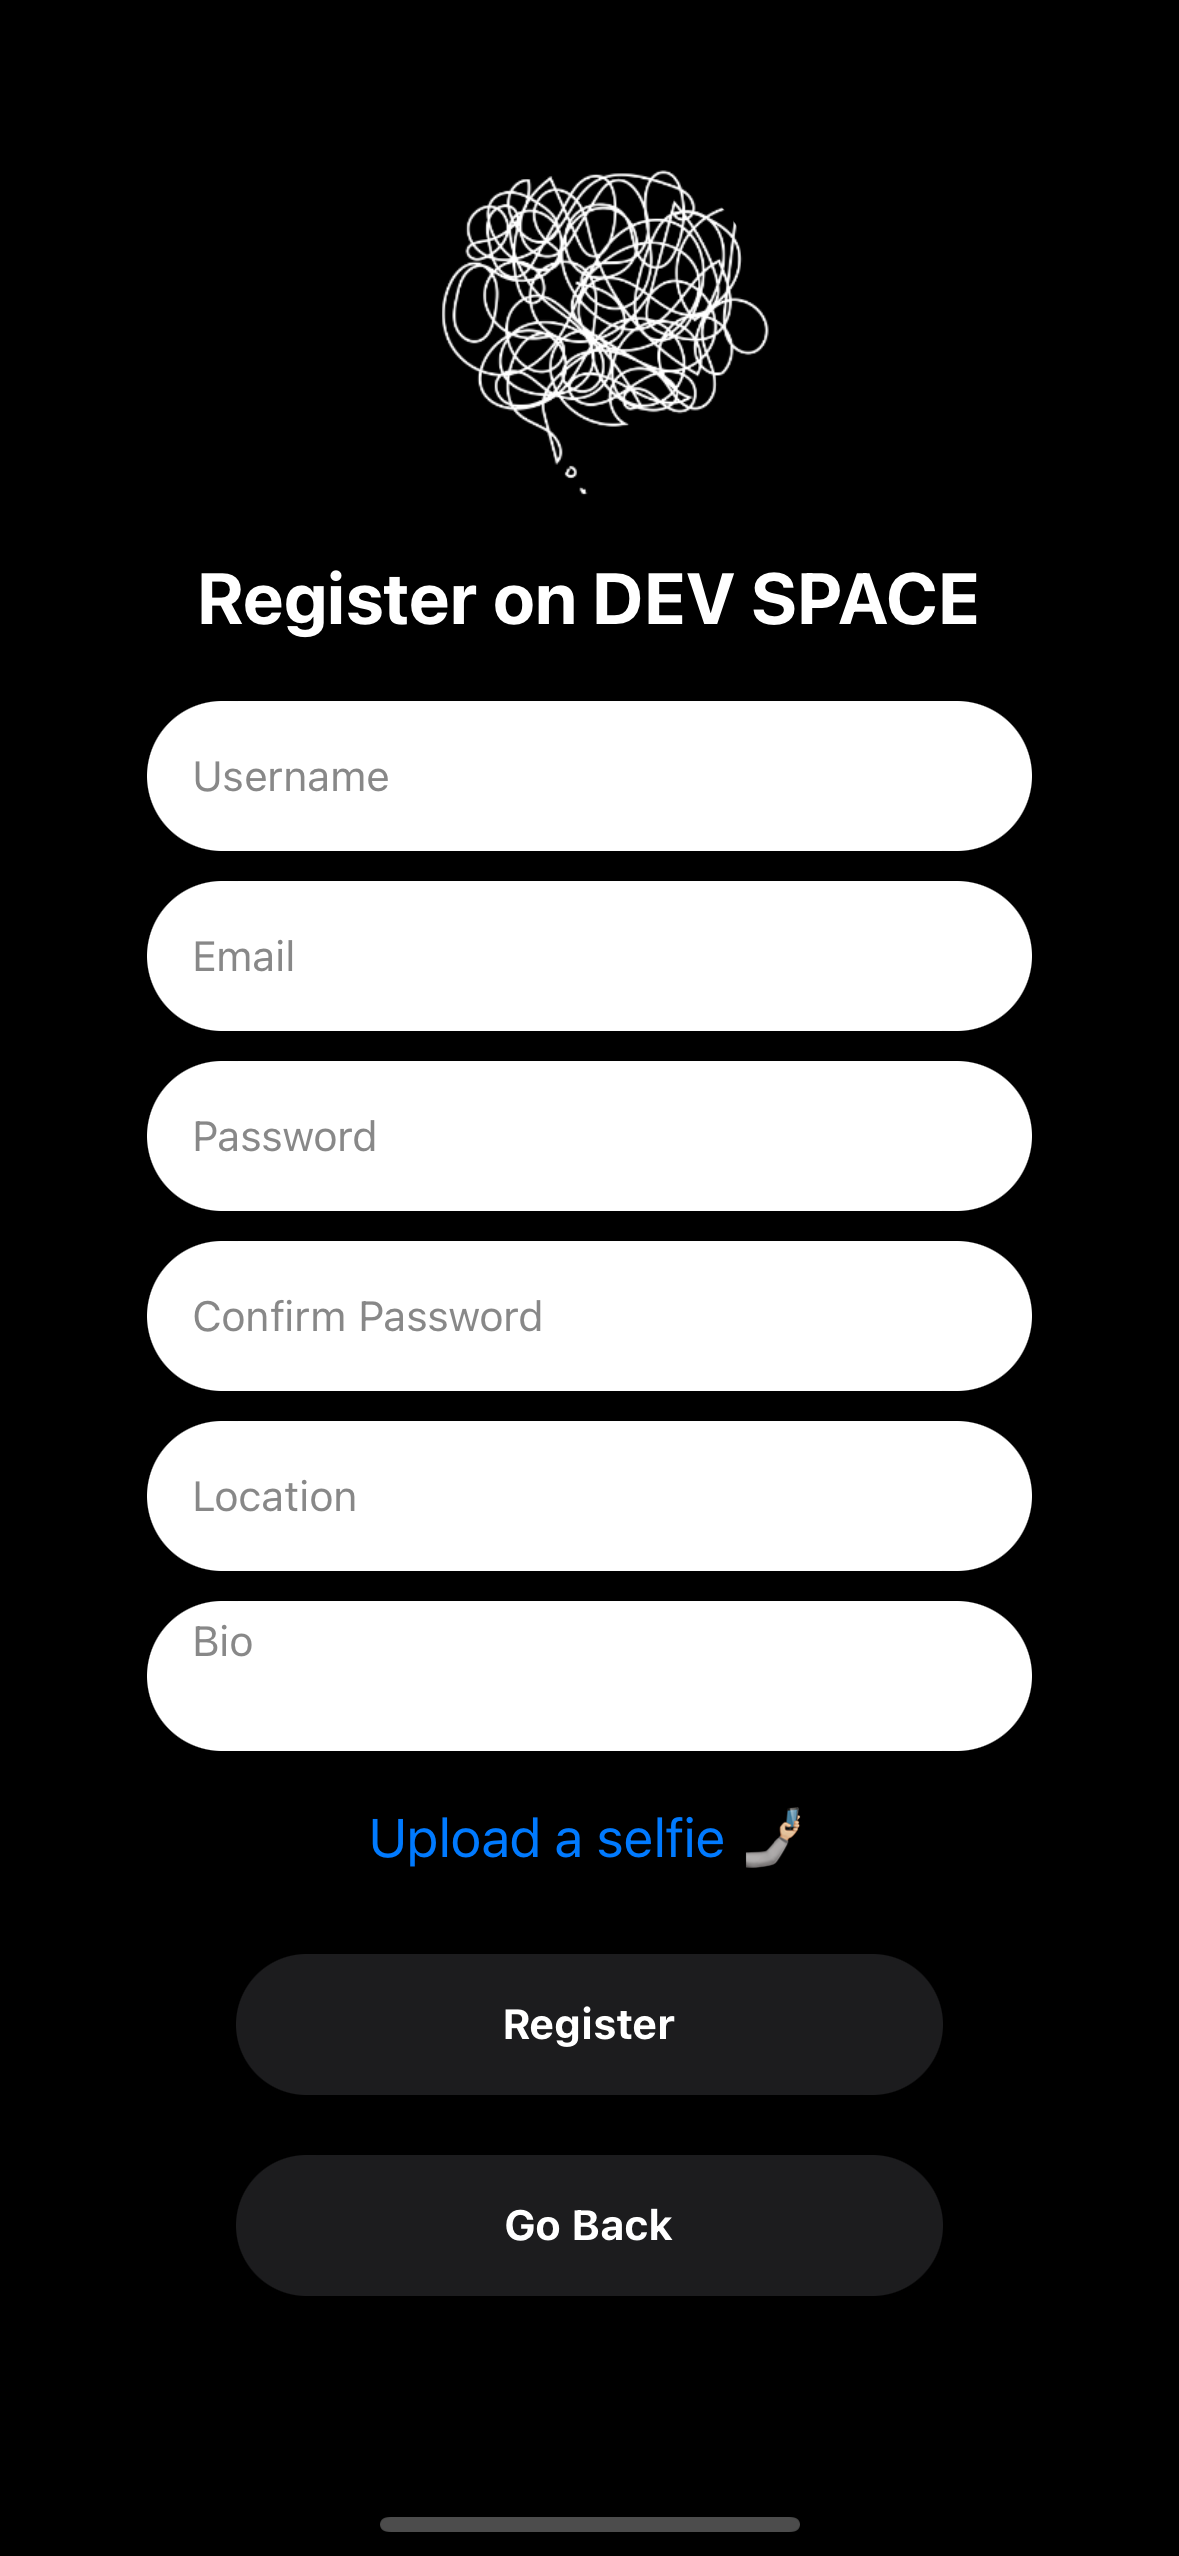 Register on DEV SPACE
Username
Email
Password
Confirm Password
Location
Bio
Upload a selfie 🤳🏼
Register
Go Back